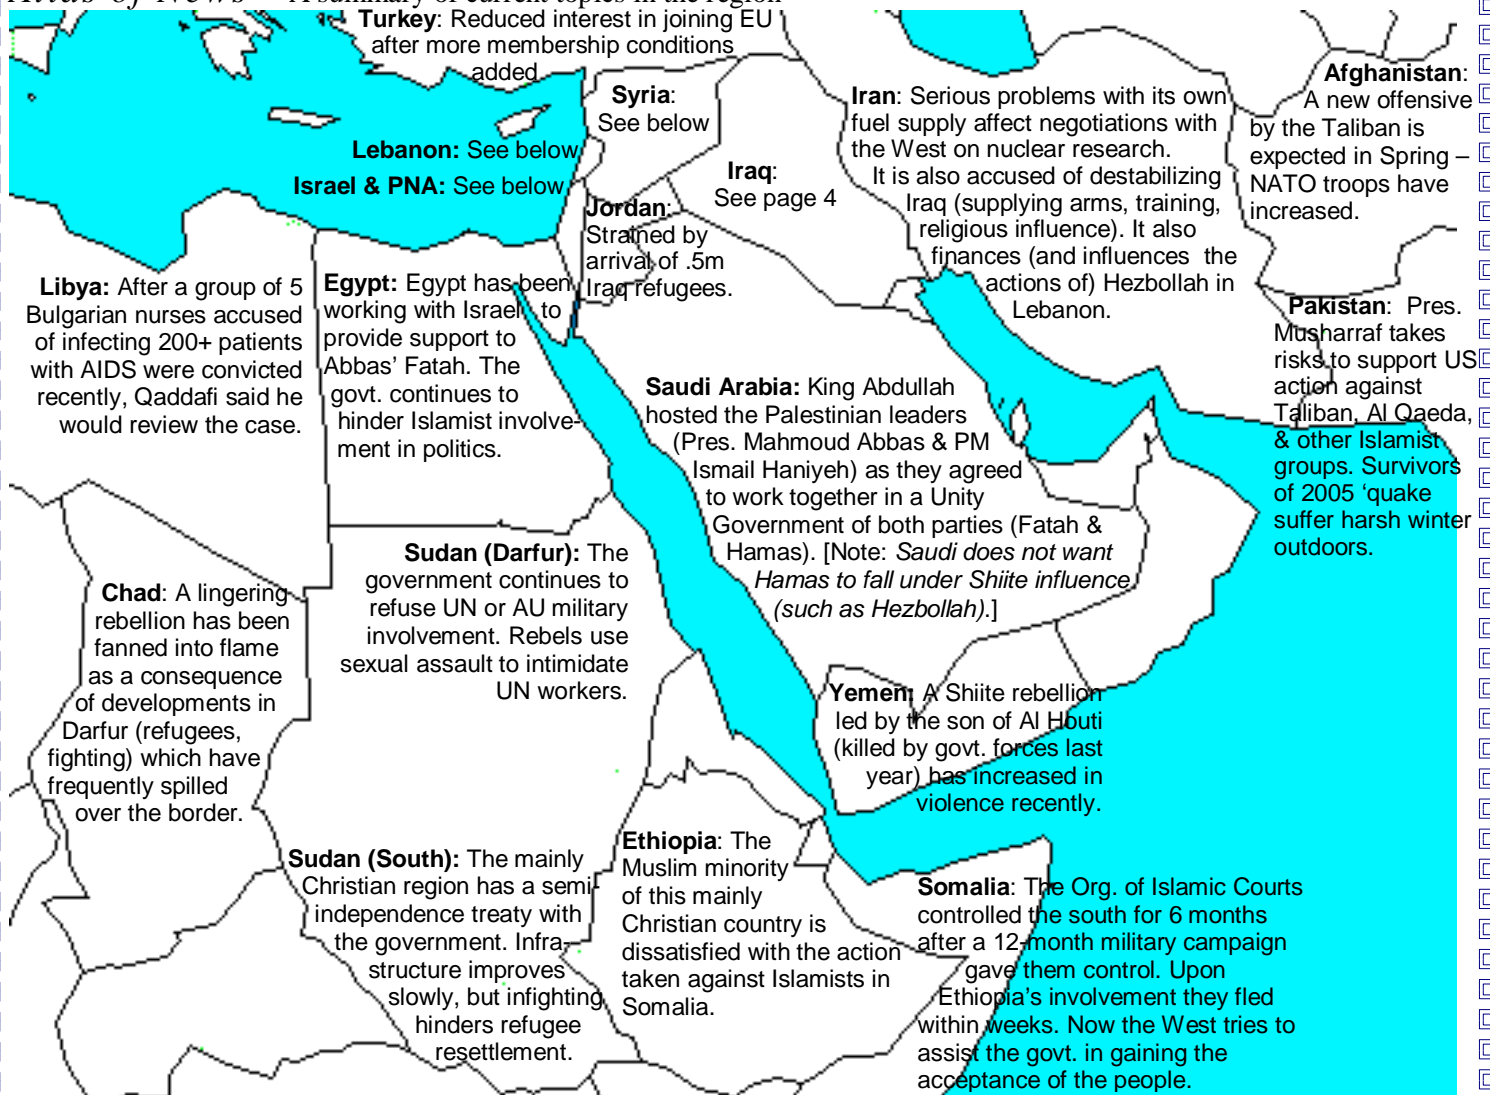 Atlas of News A summary of current topics in the region
Turkey: Reduced interest in joining EU
after more membership conditions
added.
Syria:
See below
Lebanon: See below
Israel & PNA: See below
Iraq:
See page 4
Jordan:
Strained by
arrival of .5m
Iraq refugees.
Iran: Serious problems with its own
fuel supply affect negotiations with
the West on nuclear research.
It is also accused of destabilizing
Iraq (supplying arms, training,
religious influence). It also
finances (and influences the
actions of) Hezbollah in
Lebanon.
Afghanistan:
A new offensive
by the Taliban is
expected in Spring –
NATO troops have
increased.
Pakistan: Pres.
Musharraf takes
risks to support US
action against
Taliban, Al Qaeda,
& other Islamist
groups. Survivors
of 2005 ‘quake
suffer harsh winter
outdoors.
Libya: After a group of 5
Bulgarian nurses accused
of infecting 200+ patients
with AIDS were convicted
recently, Qaddafi said he
would review the case.
Egypt: Egypt has been
working with Israel to
provide support to
Abbas’ Fatah. The
govt. continues to
hinder Islamist involve-
ment in politics.
Saudi Arabia: King Abdullah
hosted the Palestinian leaders
(Pres. Mahmoud Abbas & PM
Ismail Haniyeh) as they agreed
to work together in a Unity
Government of both parties (Fatah &
Hamas). [Note: Saudi does not want
Hamas to fall under Shiite influence
(such as Hezbollah).]
Chad: A lingering
rebellion has been
fanned into flame
as a consequence
of developments in
Darfur (refugees,
fighting) which have
frequently spilled
over the border.
Sudan (Darfur): The
government continues to
refuse UN or AU military
involvement. Rebels use
sexual assault to intimidate
UN workers.
Yemen: A Shiite rebellion
led by the son of Al Houti
(killed by govt. forces last
year) has increased in
violence recently.
Sudan (South): The mainly
Christian region has a semi-
independence treaty with
the government. Infra-
structure improves
slowly, but infighting
hinders refugee
resettlement.
Ethiopia: The
Muslim minority
of this mainly
Christian country is
dissatisfied with the action
taken against Islamists in
Somalia.
Somalia: The Org. of Islamic Courts
controlled the south for 6 months
after a 12-month military campaign
gave them control. Upon
Ethiopia’s involvement they fled
within weeks. Now the West tries to
assist the govt. in gaining the
acceptance of the people.